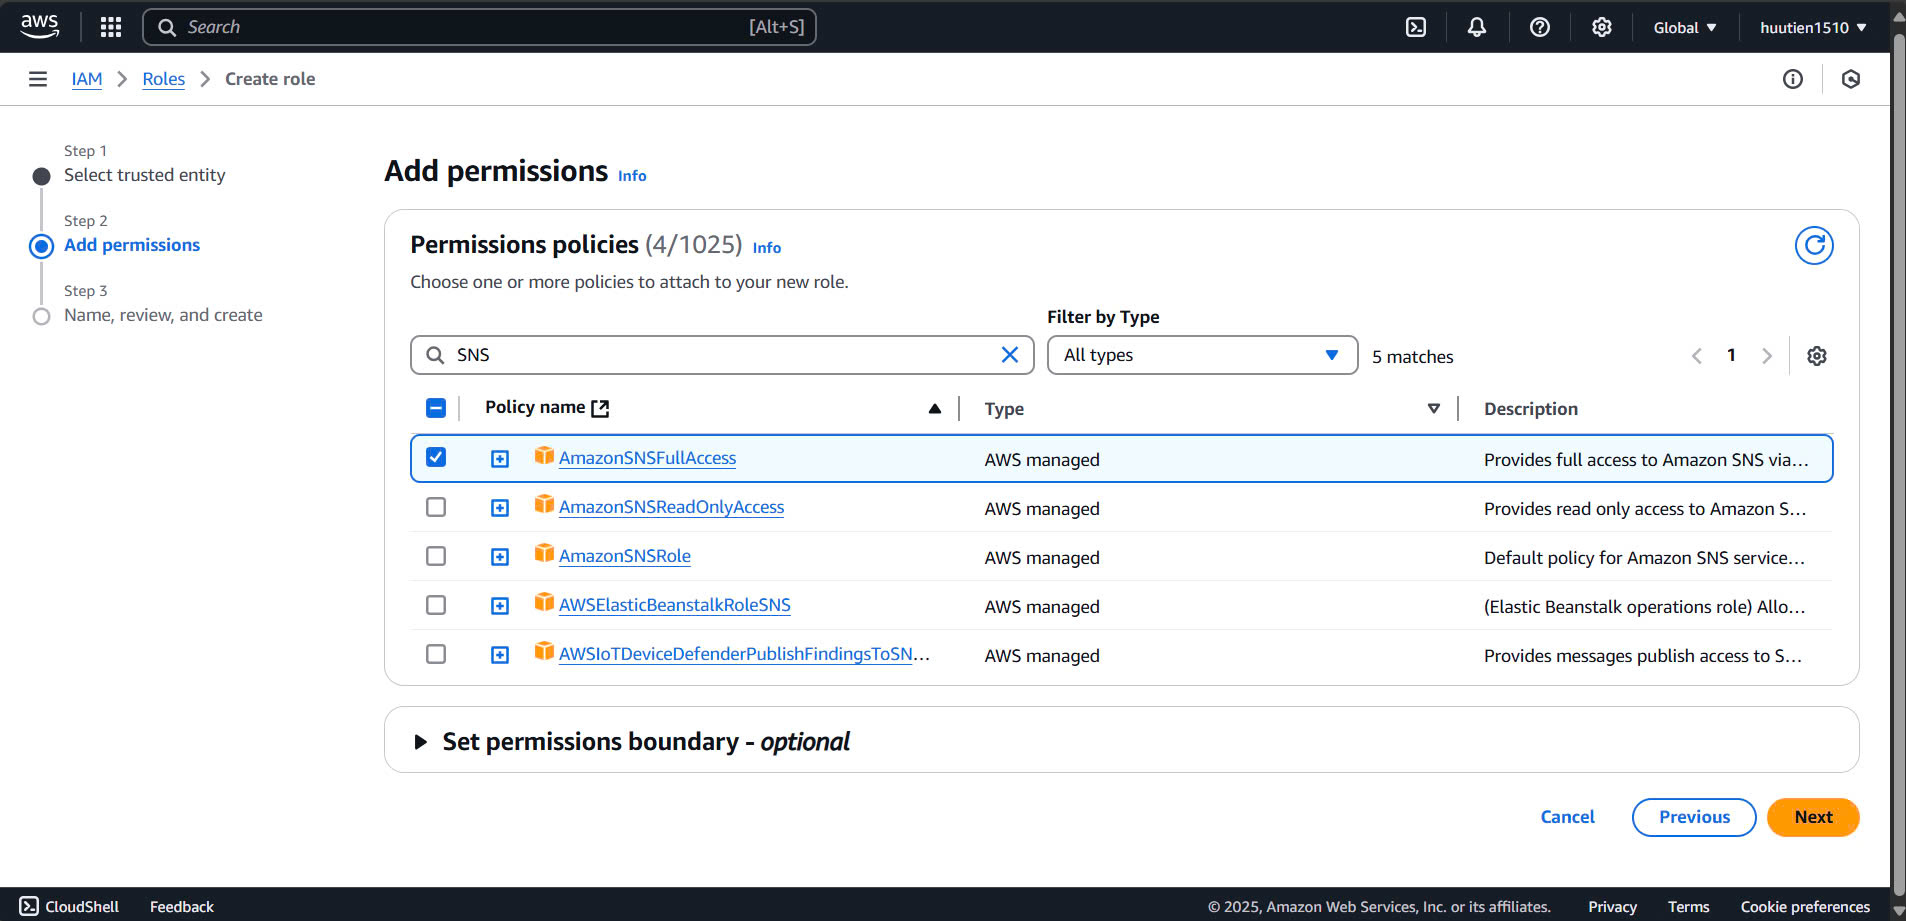 aws
Search [Alt+S]
Global
huutien1510
IAM > Roles > Create role
Step 1
Select trusted entity
Step 2
Add permissions
Step 3
Name, review, and create
Add permissions Info
Permissions policies (4/1025) Info
Choose one or more policies to attach to your new role.
Filter by Type
SNS
All types
5 matches
1
Policy name Type Description
AmazonSNSFullAccess AWS managed Provides full access to Amazon SNS via...
AmazonSNSReadOnlyAccess AWS managed Provides read only access to Amazon S...
AmazonSNSRole AWS managed Default policy for Amazon SNS service...
AWSElasticBeanstalkRoleSNS AWS managed (Elastic Beanstalk operations role) Allo...
AWSIoTDeviceDefenderPublishFindingsToSN... AWS managed Provides messages publish access to S...
Set permissions boundary - optional
Cancel Previous Next
CloudShell Feedback © 2025, Amazon Web Services, Inc. or its affiliates. Privacy Terms Cookie preferences